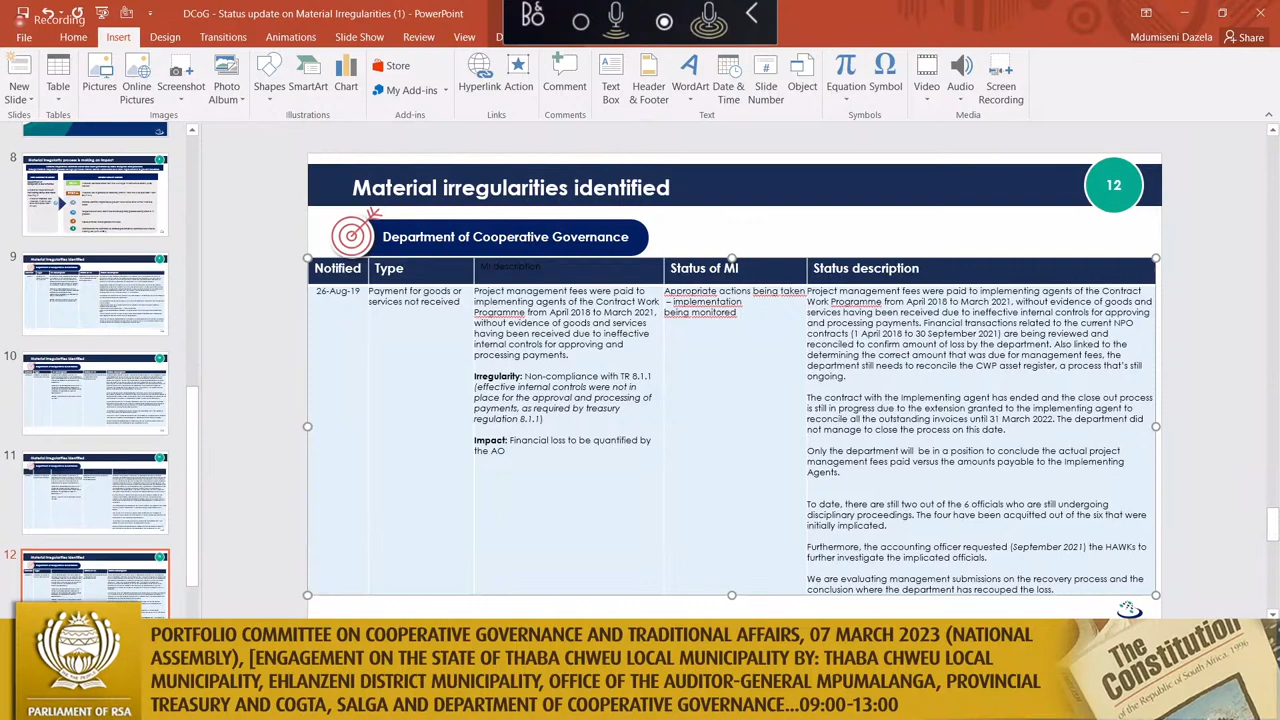 Recording
DCoG - Status update on Material Irregularities (1) - PowerPoint
File Home Insert Design Transitions Animations Slide Show Review View
Mdumiseni Dazela Share
New Slide
Table
Pictures
Online Pictures
Screenshot
Photo Album
Shapes
SmartArt
Chart
Store
My Add-ins
Hyperlink
Action
Comment
Text Box
Header & Footer
WordArt
Date & Time
Slide Number
Object
Equation
Symbol
Video
Audio
Screen Recording
Slides Tables Images Illustrations Add-ins Links Comments Text Symbols Media
8
9
10
11
12
Material irregularities identified
12
Department of Cooperative Governance
Notified Type MI description Status of MI Status description
26-Aug-19
Payment for goods or
services not received
Project management fees were paid to
implementing agents of the Contract Work
Programme from April 2018 to March 2021,
without evidence of goods and services
having been received due to ineffective
internal controls for approving and
processing payments.
Irregularity: Non-compliance with TR 8.1.1
(effective internal controls were not in
place for the approval and processing of
payments, as required by treasury
regulation 8.1.1)
Impact: Financial loss to be quantified by
the AO
Appropriate action being taken
– implementation
being monitored
Project management fees were paid to implementing agents of the Contract
Work Programme from April 2018 to March 2021, without evidence of goods and
services having been received due to ineffective internal controls for approving
and processing payments. Financial transactions related to the current NPO
contracts (1 April 2018 to 30 September 2021) are being reviewed and
reconciled to confirm amount of loss by the department. Also linked to the
determining the correct amount that was due for management fees, the
department still needs to reconcile the CWP asset register, a process that's still
ongoing.
The contract with the implementing agent has ended and the close out process
is still in progress due to the extension granted to the implementing agent to
reconcile all the outstanding invoices until 31 March 2022. The department did
not manage to close the process on this date.
Only the department will be in a position to conclude the actual project
management fees paid versus the amounts payable to the Implementing
Agents.
To date, there are still two out of the 6 officials who are still undergoing
disciplinary proceedings. The four have been acquitted out of the six that were
initially implicated.
Furthermore, the accounting officer requested (September 2021) the HAWKs to
further investigate the implicated officials.
management submission on the recovery process and the
conclusion where the department has recouped the loss.
PARLIAMENT OF RSA
PORTFOLIO COMMITTEE ON COOPERATIVE GOVERNANCE AND TRADITIONAL AFFAIRS, 07 MARCH 2023 (NATIONAL
ASSEMBLY), [ENGAGEMENT ON THE STATE OF THABA CHWEU LOCAL MUNICIPALITY BY: THABA CHWEU LOCAL
MUNICIPALITY, EHLANZENI DISTRICT MUNICIPALITY, OFFICE OF THE AUDITOR-GENERAL MPUMALANGA, PROVINCIAL
TREASURY AND COGTA, SALGA AND DEPARTMENT OF COOPERATIVE GOVERNANCE...09:00-13:00
The Constitution
of the Republic of South Africa, 1996